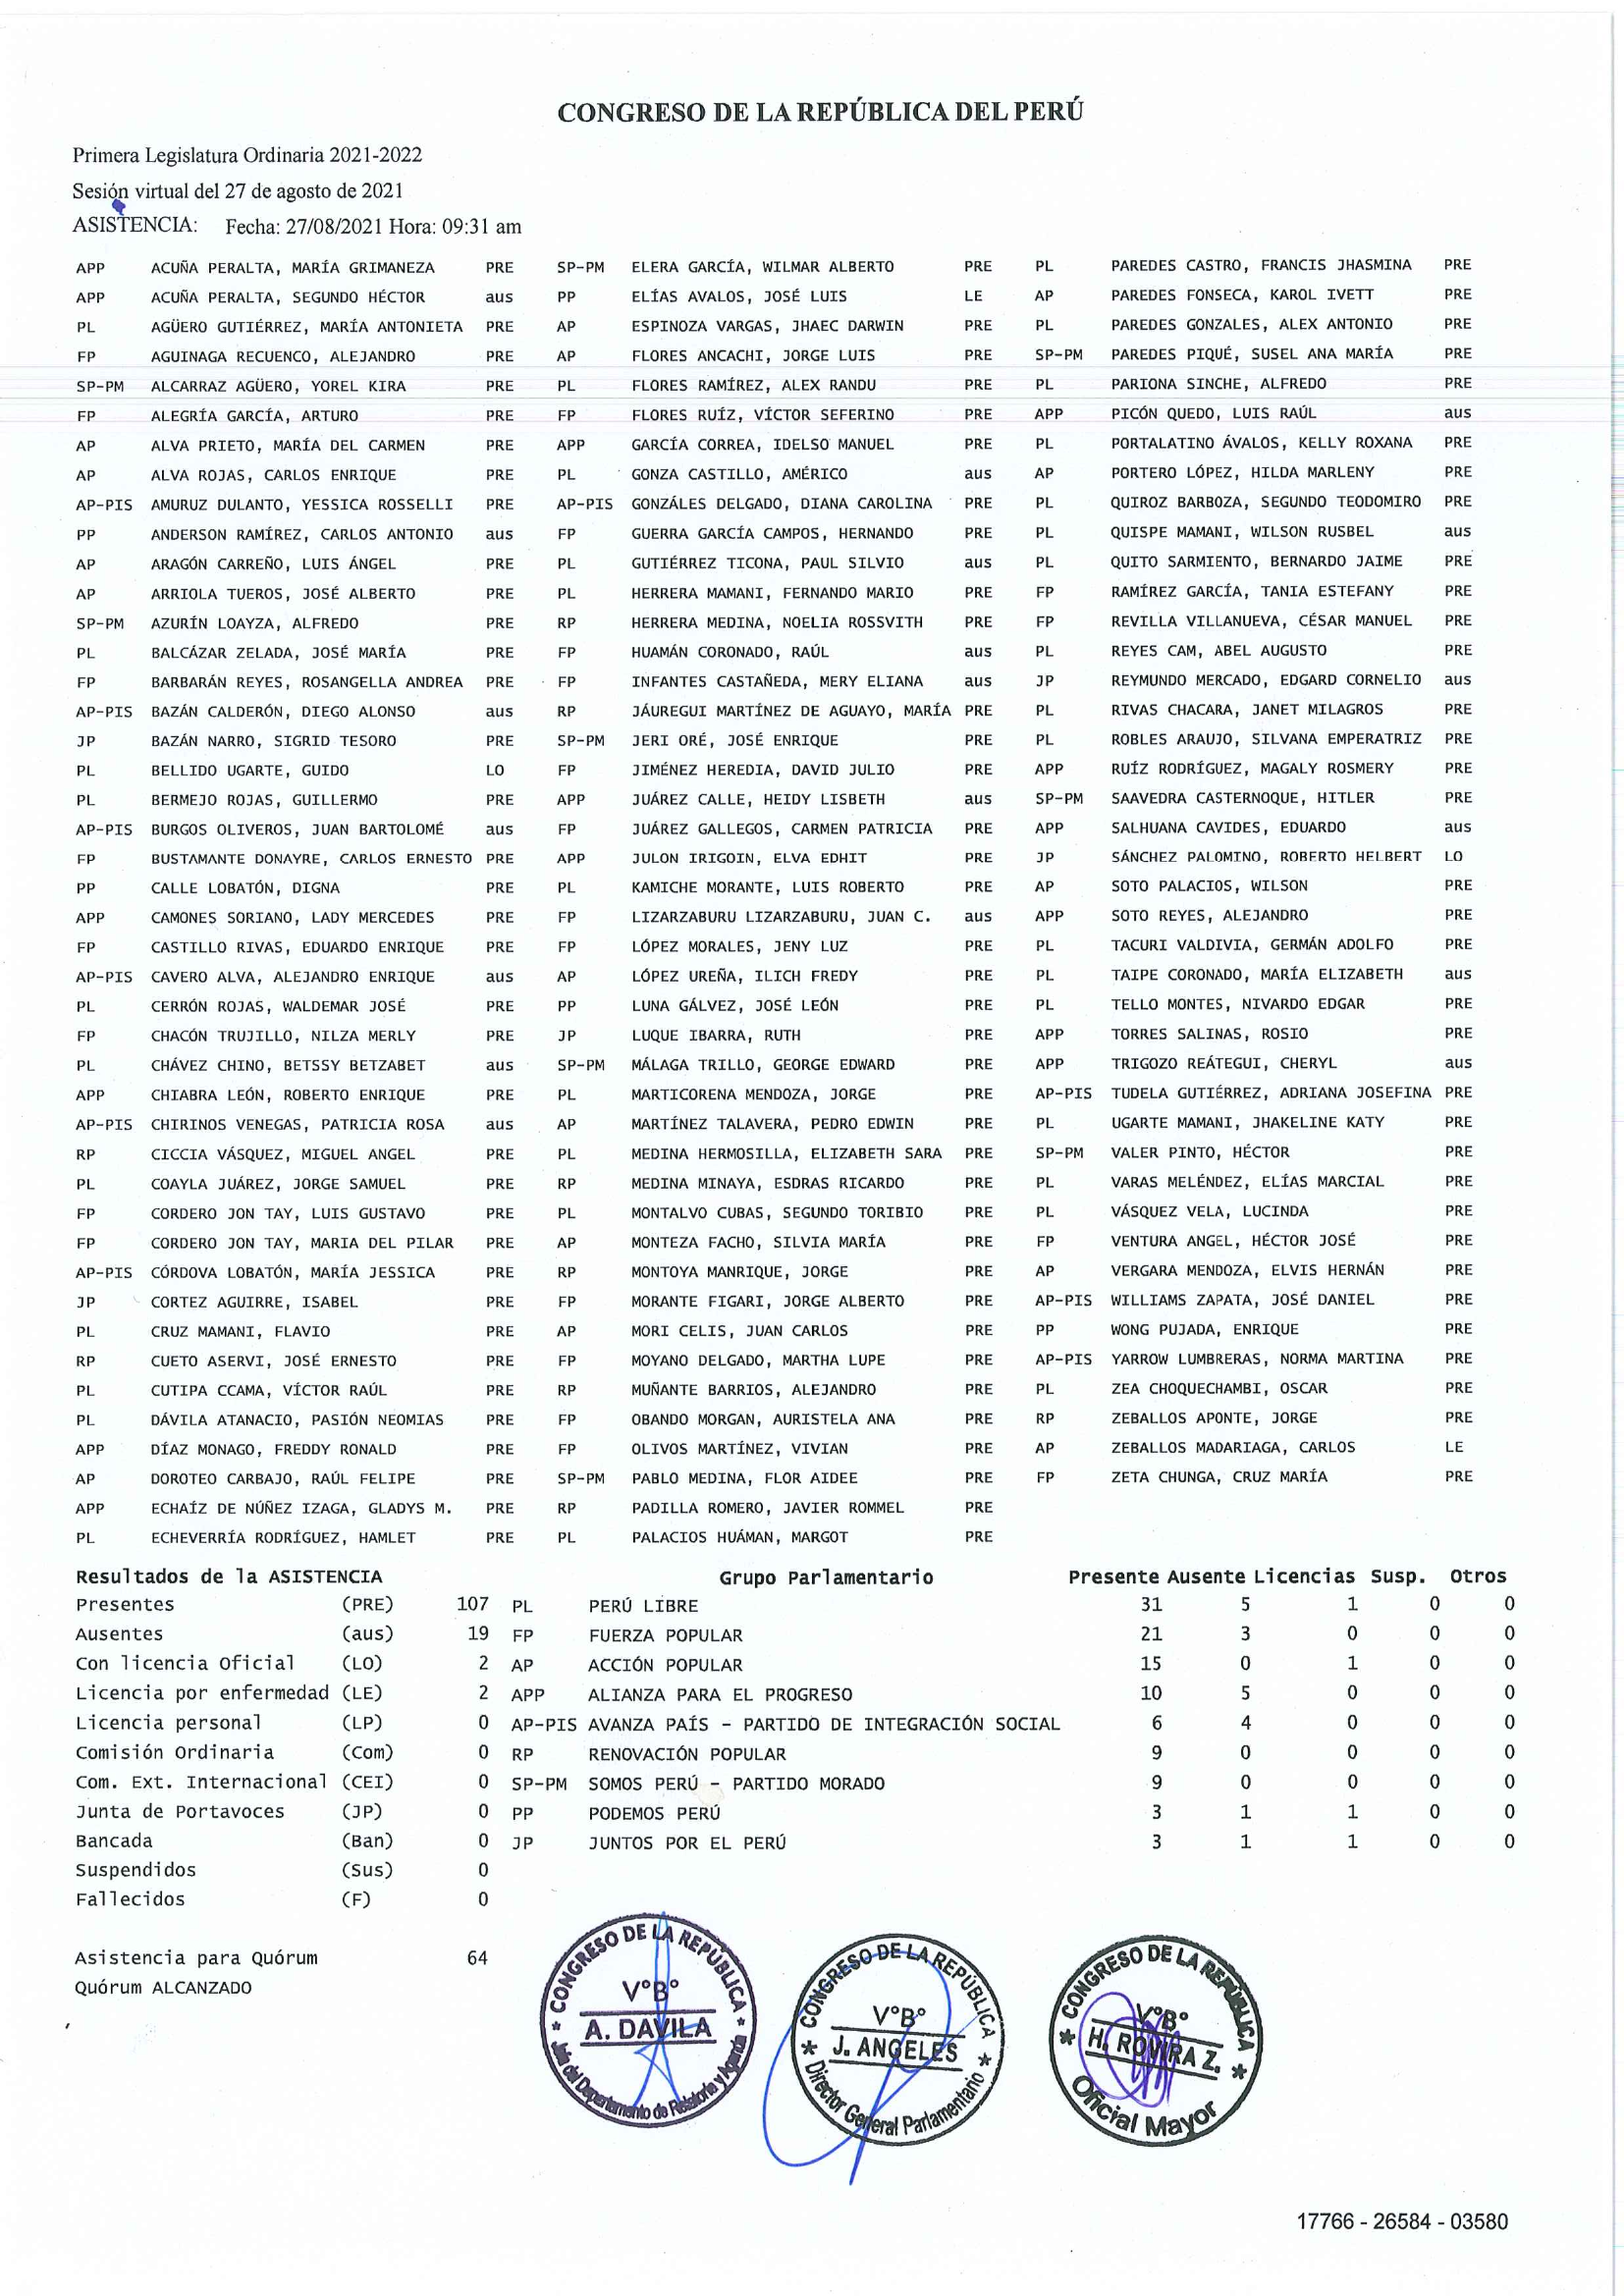 CONGRESO DE LA REPÚBLICA DEL PERÚ
Primera Legislatura Ordinaria 2021-2022
Sesión virtual del 27 de agosto de 2021
ASISTENCIA: Fecha: 27/08/2021 Hora: 09:31 am
APP ACUÑA PERALTA, MARÍA GRIMANEZA PRE SP-PM ELERA GARCÍA, WILMAR ALBERTO PRE PL PAREDES CASTRO, FRANCIS JHASMINA PRE
APP ACUÑA PERALTA, SEGUNDO HÉCTOR aus PP ELÍAS AVALOS, JOSÉ LUIS LE AP PAREDES FONSECA, KAROL IVETT PRE
PL AGÜERO GUTIÉRREZ, MARÍA ANTONIETA PRE AP ESPINOZA VARGAS, JHAEC DARWIN PRE PL PAREDES GONZALES, ALEX ANTONIO PRE
FP AGUINAGA RECUENCO, ALEJANDRO PRE AP FLORES ANCACHI, JORGE LUIS PRE SP-PM PAREDES PIQUÉ, SUSEL ANA MARÍA PRE
SP-PM ALCARRAZ AGÜERO, YOREL KIRA PRE PL FLORES RAMÍREZ, ALEX RANDU PRE PL PARIONA SINCHE, ALFREDO PRE
FP ALEGRÍA GARCÍA, ARTURO PRE FP FLORES RUÍZ, VÍCTOR SEFERINO PRE APP PICÓN QUEDO, LUIS RAÚL aus
AP ALVA PRIETO, MARÍA DEL CARMEN PRE APP GARCÍA CORREA, IDELSO MANUEL PRE PL PORTALATINO ÁVALOS, KELLY ROXANA PRE
AP ALVA ROJAS, CARLOS ENRIQUE PRE PL GONZA CASTILLO, AMÉRICO aus AP PORTERO LÓPEZ, HILDA MARLENY PRE
AP-PIS AMURUZ DULANTO, YESSICA ROSSELLI PRE AP-PIS GONZÁLES DELGADO, DIANA CAROLINA PRE PL QUIROZ BARBOZA, SEGUNDO TEODOMIRO PRE
PP ANDERSON RAMÍREZ, CARLOS ANTONIO aus FP GUERRA GARCÍA CAMPOS, HERNANDO PRE PL QUISPE MAMANI, WILSON RUSBEL aus
AP ARAGÓN CARREÑO, LUIS ÁNGEL PRE PL GUTIÉRREZ TICONA, PAUL SILVIO aus PL QUITO SARMIENTO, BERNARDO JAIME PRE
AP ARRIOLA TUEROS, JOSÉ ALBERTO PRE PL HERRERA MAMANI, FERNANDO MARIO PRE FP RAMÍREZ GARCÍA, TANIA ESTEFANY PRE
SP-PM AZURÍN LOAYZA, ALFREDO PRE RP HERRERA MEDINA, NOELIA ROSSVITH PRE FP REVILLA VILLANUEVA, CÉSAR MANUEL PRE
PL BALCÁZAR ZELADA, JOSÉ MARÍA PRE FP HUAMÁN CORONADO, RAÚL aus PL REYES CAM, ABEL AUGUSTO PRE
FP BARBARÁN REYES, ROSANGELLA ANDREA PRE FP INFANTES CASTAÑEDA, MERY ELIANA aus JP REYMUNDO MERCADO, EDGARD CORNELIO aus
AP-PIS BAZÁN CALDERÓN, DIEGO ALONSO aus RP JÁUREGUI MARTÍNEZ DE AGUAYO, MARÍA PRE PL RIVAS CHACARA, JANET MILAGROS PRE
JP BAZÁN NARRO, SIGRID TESORO PRE SP-PM JERI ORÉ, JOSÉ ENRIQUE PRE PL ROBLES ARAUJO, SILVANA EMPERATRIZ PRE
PL BELLIDO UGARTE, GUIDO LO FP JIMÉNEZ HEREDIA, DAVID JULIO PRE APP RUÍZ RODRÍGUEZ, MAGALY ROSMERY PRE
PL BERMEJO ROJAS, GUILLERMO PRE APP JUÁREZ CALLE, HEIDY LISBETH aus SP-PM SAAVEDRA CASTERNOQUE, HITLER PRE
AP-PIS BURGOS OLIVEROS, JUAN BARTOLOMÉ aus FP JUÁREZ GALLEGOS, CARMEN PATRICIA PRE APP SALHUANA CAVIDES, EDUARDO aus
FP BUSTAMANTE DONAYRE, CARLOS ERNESTO PRE APP JULON IRIGOIN, ELVA EDHIT PRE JP SÁNCHEZ PALOMINO, ROBERTO HELBERT LO
PP CALLE LOBATÓN, DIGNA PRE PL KAMICHE MORANTE, LUIS ROBERTO PRE AP SOTO PALACIOS, WILSON PRE
APP CAMONES SORIANO, LADY MERCEDES PRE FP LIZARZABURU LIZARZABURU, JUAN C. aus APP SOTO REYES, ALEJANDRO PRE
FP CASTILLO RIVAS, EDUARDO ENRIQUE PRE FP LÓPEZ MORALES, JENY LUZ PRE PL TACURI VALDIVIA, GERMÁN ADOLFO PRE
AP-PIS CAVERO ALVA, ALEJANDRO ENRIQUE aus AP LÓPEZ UREÑA, ILICH FREDY PRE PL TAIPE CORONADO, MARÍA ELIZABETH aus
PL CERRÓN ROJAS, WALDEMAR JOSÉ PRE PP LUNA GÁLVEZ, JOSÉ LEÓN PRE PL TELLO MONTES, NIVARDO EDGAR PRE
FP CHACÓN TRUJILLO, NILZA MERLY PRE JP LUQUE IBARRA, RUTH PRE APP TORRES SALINAS, ROSIO PRE
PL CHÁVEZ CHINO, BETSSY BETZABET aus SP-PM MÁLAGA TRILLO, GEORGE EDWARD PRE APP TRIGOZO REÁTEGUI, CHERYL aus
APP CHIABRA LEÓN, ROBERTO ENRIQUE PRE PL MARTICORENA MENDOZA, JORGE PRE AP-PIS TUDELA GUTIÉRREZ, ADRIANA JOSEFINA PRE
AP-PIS CHIRINOS VENEGAS, PATRICIA ROSA aus AP MARTÍNEZ TALAVERA, PEDRO EDWIN PRE PL UGARTE MAMANI, JHAKELINE KATY PRE
RP CICCIA VÁSQUEZ, MIGUEL ANGEL PRE PL MEDINA HERMOSILLA, ELIZABETH SARA PRE SP-PM VALER PINTO, HÉCTOR PRE
PL COAYLA JUÁREZ, JORGE SAMUEL PRE RP MEDINA MINAYA, ESDRAS RICARDO PRE PL VARAS MELÉNDEZ, ELÍAS MARCIAL PRE
FP CORDERO JON TAY, LUIS GUSTAVO PRE PL MONTALVO CUBAS, SEGUNDO TORIBIO PRE PL VÁSQUEZ VELA, LUCINDA PRE
FP CORDERO JON TAY, MARIA DEL PILAR PRE AP MONTEZA FACHO, SILVIA MARÍA PRE FP VENTURA ANGEL, HÉCTOR JOSÉ PRE
AP-PIS CÓRDOVA LOBATÓN, MARÍA JESSICA PRE RP MONTOYA MANRIQUE, JORGE PRE AP VERGARA MENDOZA, ELVIS HERNÁN PRE
JP CORTEZ AGUIRRE, ISABEL PRE FP MORANTE FIGARI, JORGE ALBERTO PRE AP-PIS WILLIAMS ZAPATA, JOSÉ DANIEL PRE
PL CRUZ MAMANI, FLAVIO PRE AP MORI CELIS, JUAN CARLOS PRE PP WONG PUJADA, ENRIQUE PRE
RP CUETO ASERVI, JOSÉ ERNESTO PRE FP MOYANO DELGADO, MARTHA LUPE PRE AP-PIS YARROW LUMBRERAS, NORMA MARTINA PRE
PL CUTIPA CCAMA, VÍCTOR RAÚL PRE RP MUÑANTE BARRIOS, ALEJANDRO PRE PL ZEA CHOQUECHAMBI, OSCAR PRE
PL DÁVILA ATANACIO, PASIÓN NEOMIAS PRE FP OBANDO MORGAN, AURISTELA ANA PRE RP ZEBALLOS APONTE, JORGE PRE
APP DÍAZ MONAGO, FREDDY RONALD PRE FP OLIVOS MARTÍNEZ, VIVIAN PRE AP ZEBALLOS MADARIAGA, CARLOS LE
AP DOROTEO CARBAJO, RAÚL FELIPE PRE SP-PM PABLO MEDINA, FLOR AIDEE PRE FP ZETA CHUNGA, CRUZ MARÍA PRE
APP ECHAÍZ DE NÚÑEZ IZAGA, GLADYS M. PRE RP PADILLA ROMERO, JAVIER ROMMEL PRE
PL ECHEVERRÍA RODRÍGUEZ, HAMLET PRE PL PALACIOS HUÁMAN, MARGOT PRE
Resultados de la ASISTENCIA Grupo Parlamentario Presente Ausente Licencias Susp. Otros
Presentes (PRE) 107 PL PERÚ LIBRE 31 5 1 0 0
Ausentes (aus) 19 FP FUERZA POPULAR 21 3 0 0 0
Con licencia Oficial (LO) 2 AP ACCIÓN POPULAR 15 0 1 0 0
Licencia por enfermedad (LE) 2 APP ALIANZA PARA EL PROGRESO 10 5 0 0 0
Licencia personal (LP) 0 AP-PIS AVANZA PAÍS - PARTIDO DE INTEGRACIÓN SOCIAL 6 4 0 0 0
Comisión Ordinaria (Com) 0 RP RENOVACIÓN POPULAR 9 0 0 0 0
Com. Ext. Internacional (CEI) 0 SP-PM SOMOS PERÚ - PARTIDO MORADO 9 0 0 0 0
Junta de Portavoces (JP) 0 PP PODEMOS PERÚ 3 1 1 0 0
Bancada (Ban) 0 JP JUNTOS POR EL PERÚ 3 1 1 0 0
Suspendidos (Sus) 0
Fallecidos (F) 0
Asistencia para Quórum 64
Quórum ALCANZADO
CONGRESO DE LA REPÚBLICA
V°B°
A. DAVILA
Jefa del Departamento de Relatoría y Agenda
CONGRESO DE LA REPÚBLICA
V°B°
J. ANGELES
Director General Parlamentario
CONGRESO DE LA REPÚBLICA
V°B°
H. ROVIRA Z.
Oficial Mayor
17766 - 26584 - 03580